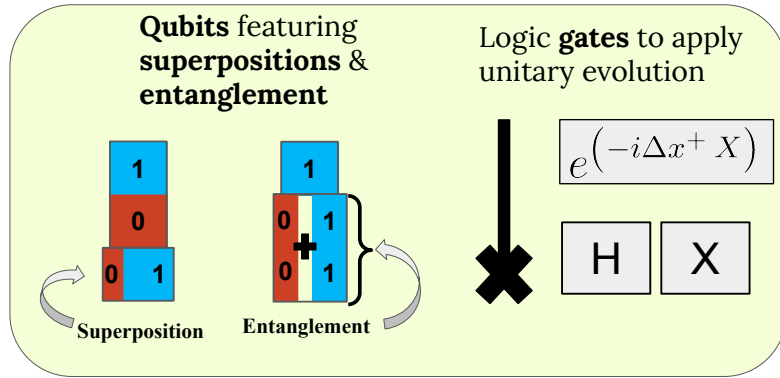 Qubits featuring
superpositions &
entanglement
Logic gates to apply
unitary evolution
1
0
0 1
Superposition
1
0 1
+
0 1
Entanglement
e^(-iΔx^+ X)
H X